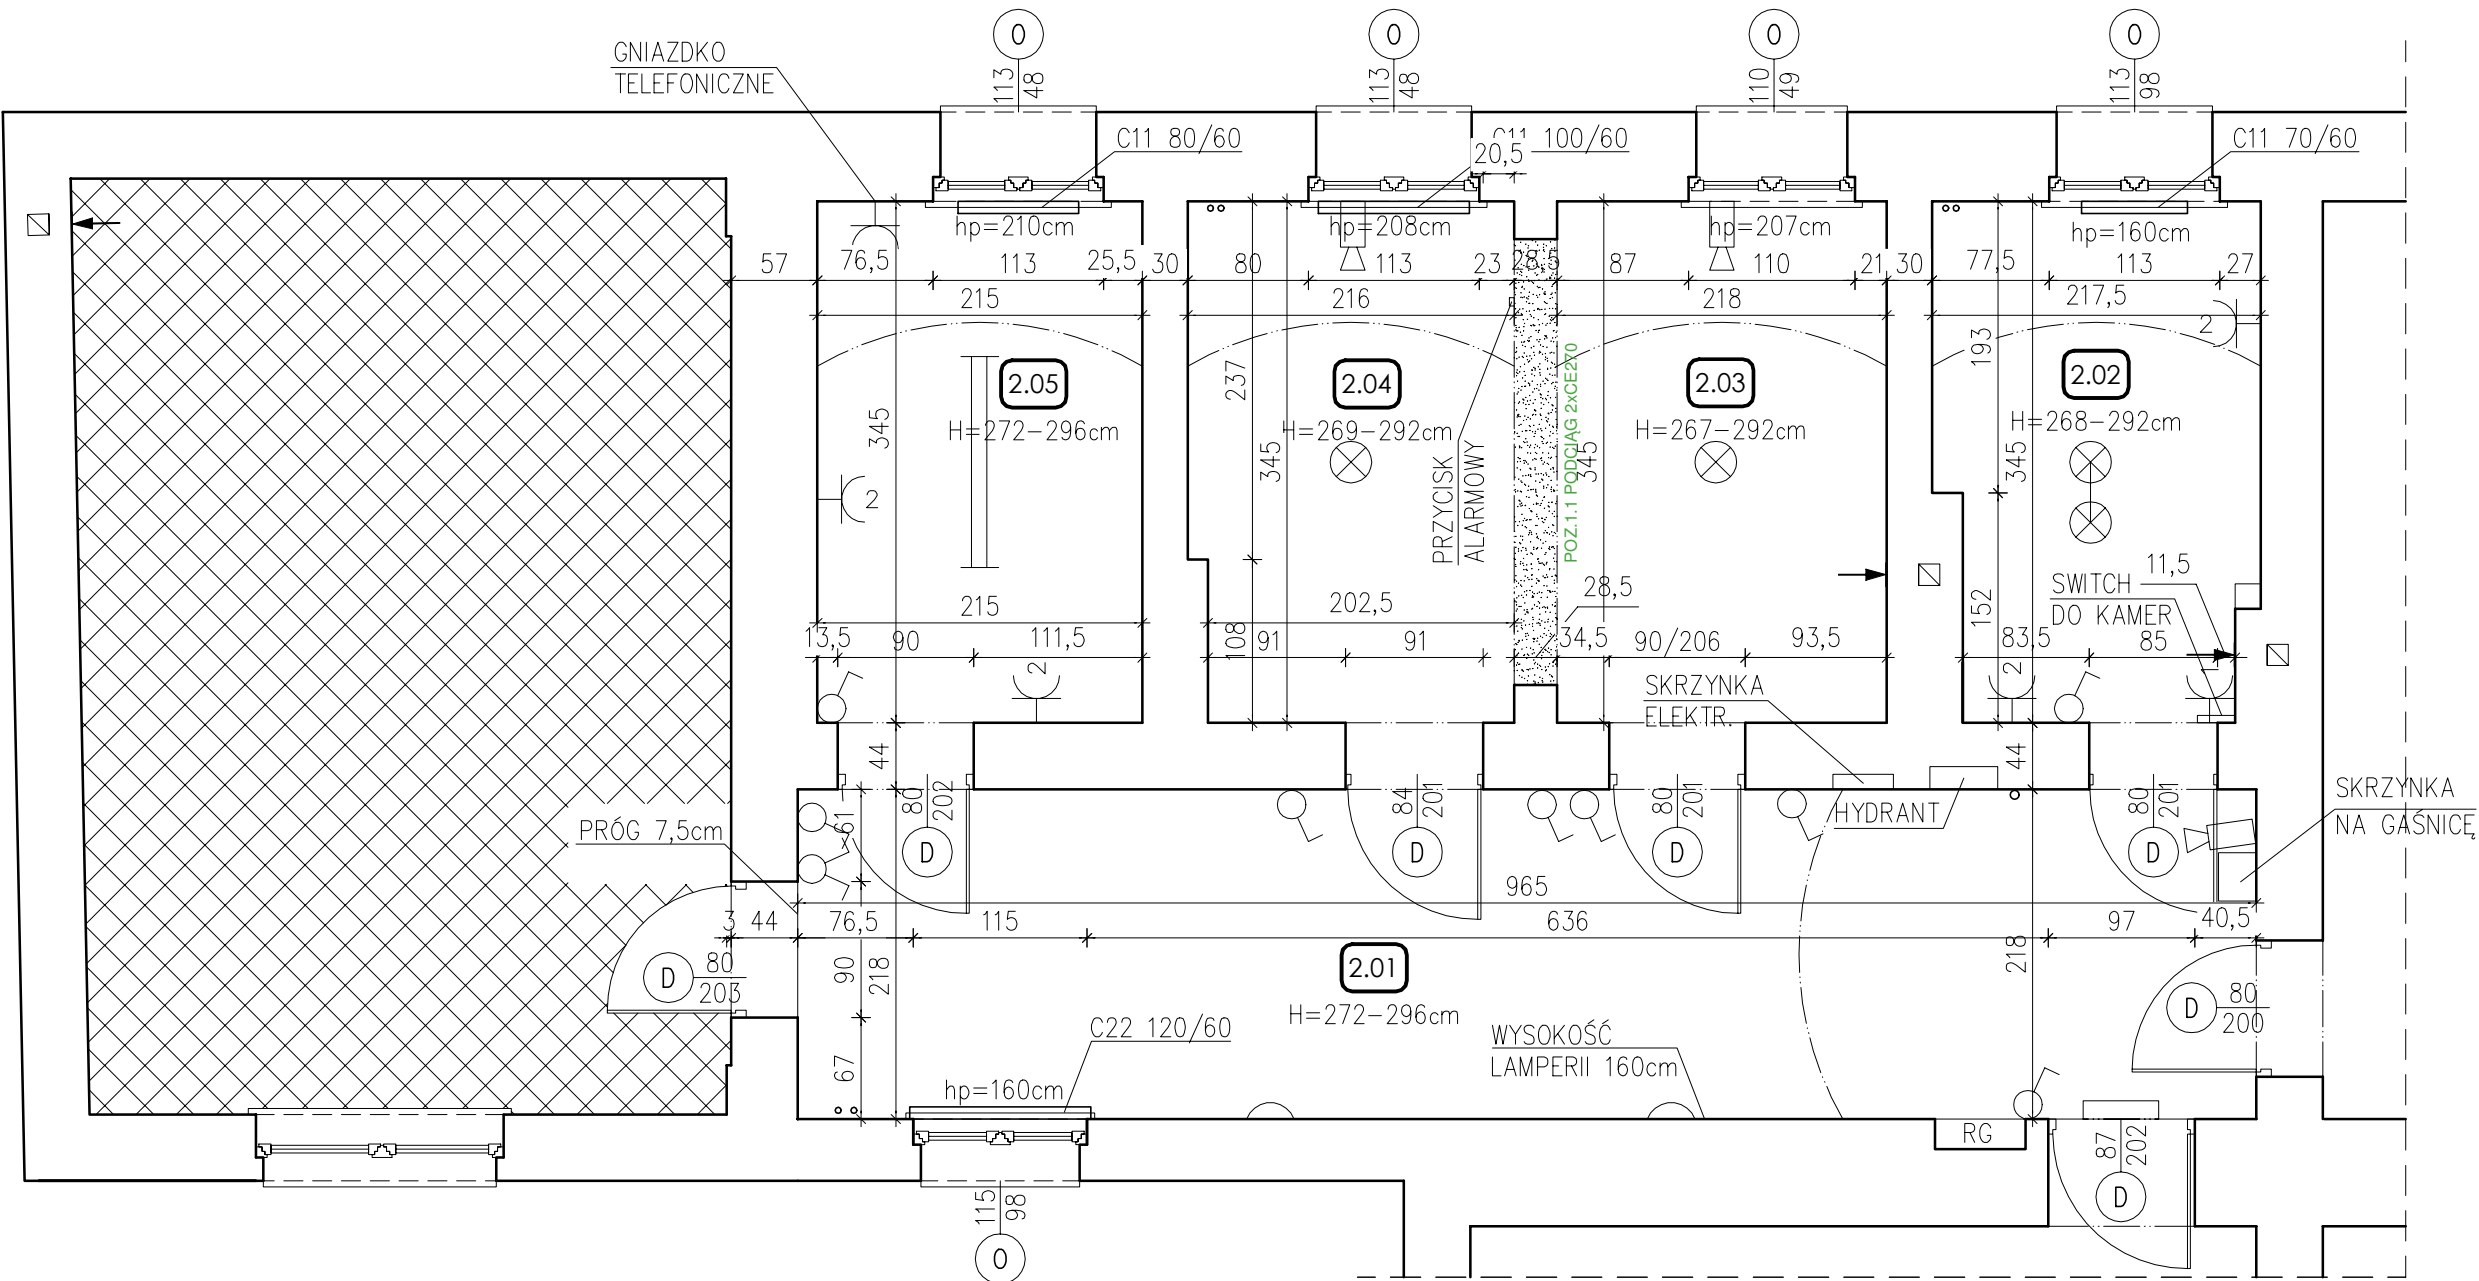 O
O
O
O
113
48
113
48
110
49
113
98
GNIAZDKO
TELEFONICZNE
C11 80/60
C11 100/60
20,5
C11 70/60
hp=210cm
hp=208cm
hp=207cm
hp=160cm
57
76,5
113
25,5
30
80
113
23
28,5
87
110
21
30
77,5
113
27
215
216
218
217,5
2
2.05
2.04
2.03
2.02
H=272-296cm
H=269-292cm
H=267-292cm
H=268-292cm
345
237
345
345
193
345
2
PRZYCISK
ALARMOWY
POZ.1.1 PODCIĄG 2xCE270
215
202,5
28,5
152
SWITCH
DO KAMER
11,5
13,5
90
111,5
108
91
91
34,5
90/206
93,5
83,5
85
2
2
1
SKRZYNKA
ELEKTR.
44
44
HYDRANT
SKRZYNKA
NA GAŚNICĘ
PRÓG 7,5cm
61
80
202
D
84
201
D
80
201
D
80
201
D
965
3
44
76,5
115
636
97
40,5
D
80
203
90
218
218
2.01
H=272-296cm
D
80
200
C22 120/60
WYSOKOŚĆ
LAMPERII 160cm
67
hp=160cm
RG
87
202
D
115
98
O